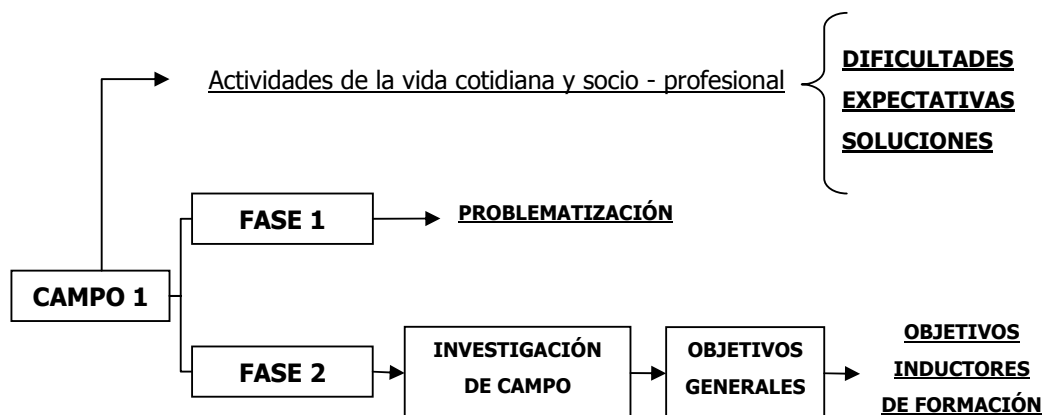 Actividades de la vida cotidiana y socio - profesional
DIFICULTADES
EXPECTATIVAS
SOLUCIONES
FASE 1
PROBLEMATIZACIÓN
CAMPO 1
FASE 2
INVESTIGACIÓN
DE CAMPO
OBJETIVOS
GENERALES
OBJETIVOS
INDUCTORES
DE FORMACIÓN